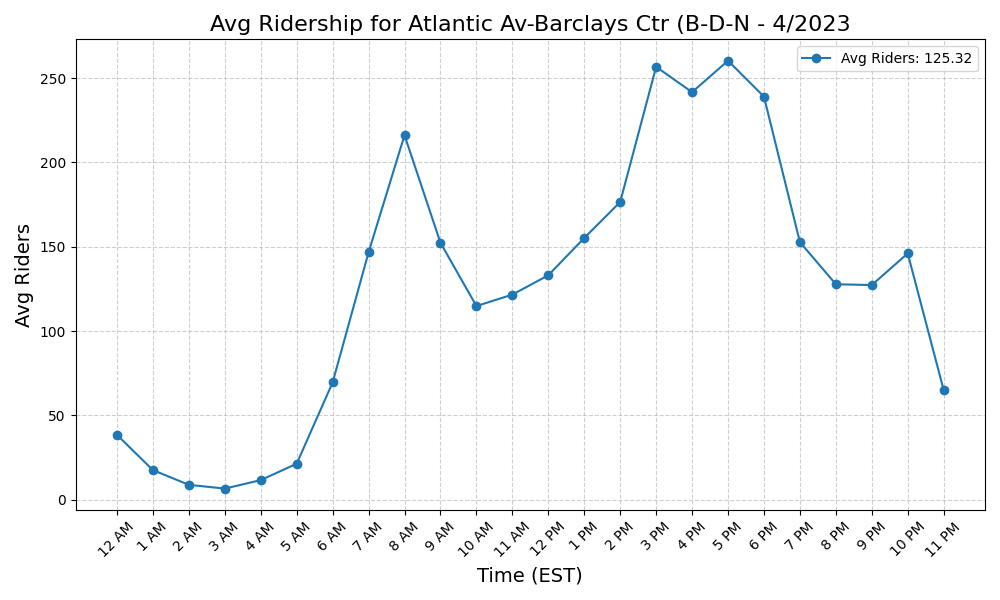 Avg Ridership for Atlantic Av-Barclays Ctr (B-D-N - 4/2023
Avg Riders: 125.32
Avg Riders
250
200
150
100
50
0
12 AM 1 AM 2 AM 3 AM 4 AM 5 AM 6 AM 7 AM 8 AM 9 AM 10 AM 11 AM 12 PM 1 PM 2 PM 3 PM 4 PM 5 PM 6 PM 7 PM 8 PM 9 PM 10 PM 11 PM
Time (EST)